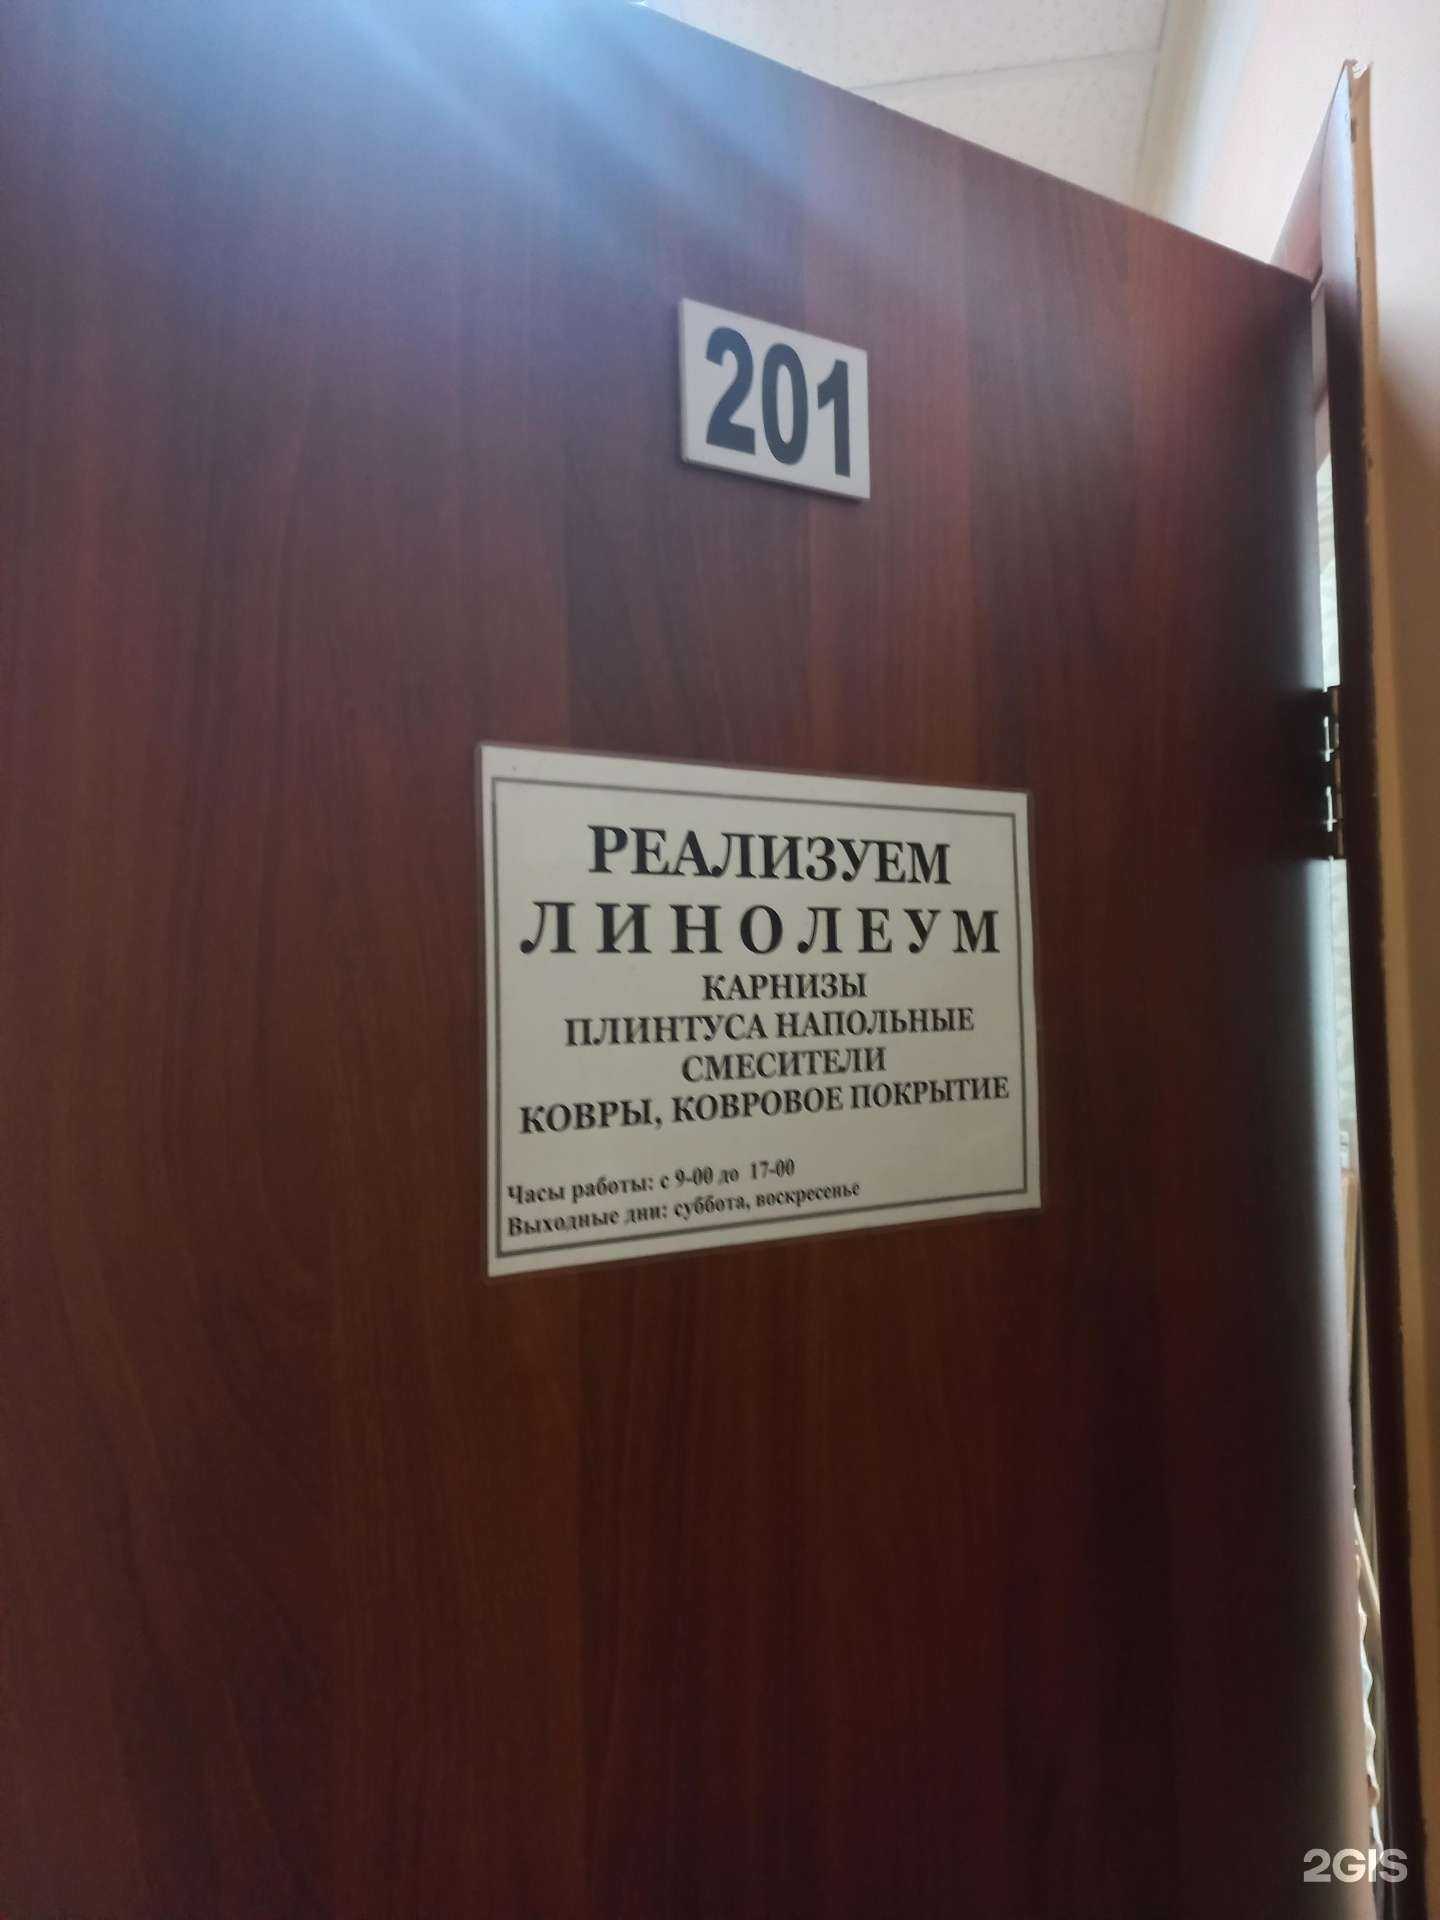 201
РЕАЛИЗУЕМ
ЛИНОЛЕУМ
КАРНИЗЫ
ПЛИНТУСА НАПОЛЬНЫЕ
СМЕСИТЕЛИ
КОВРЫ, КОВРОВОЕ ПОКРЫТИЕ
Часы работы: с 9-00 до 17-00
Выходные дни: суббота, воскресенье
2GIS